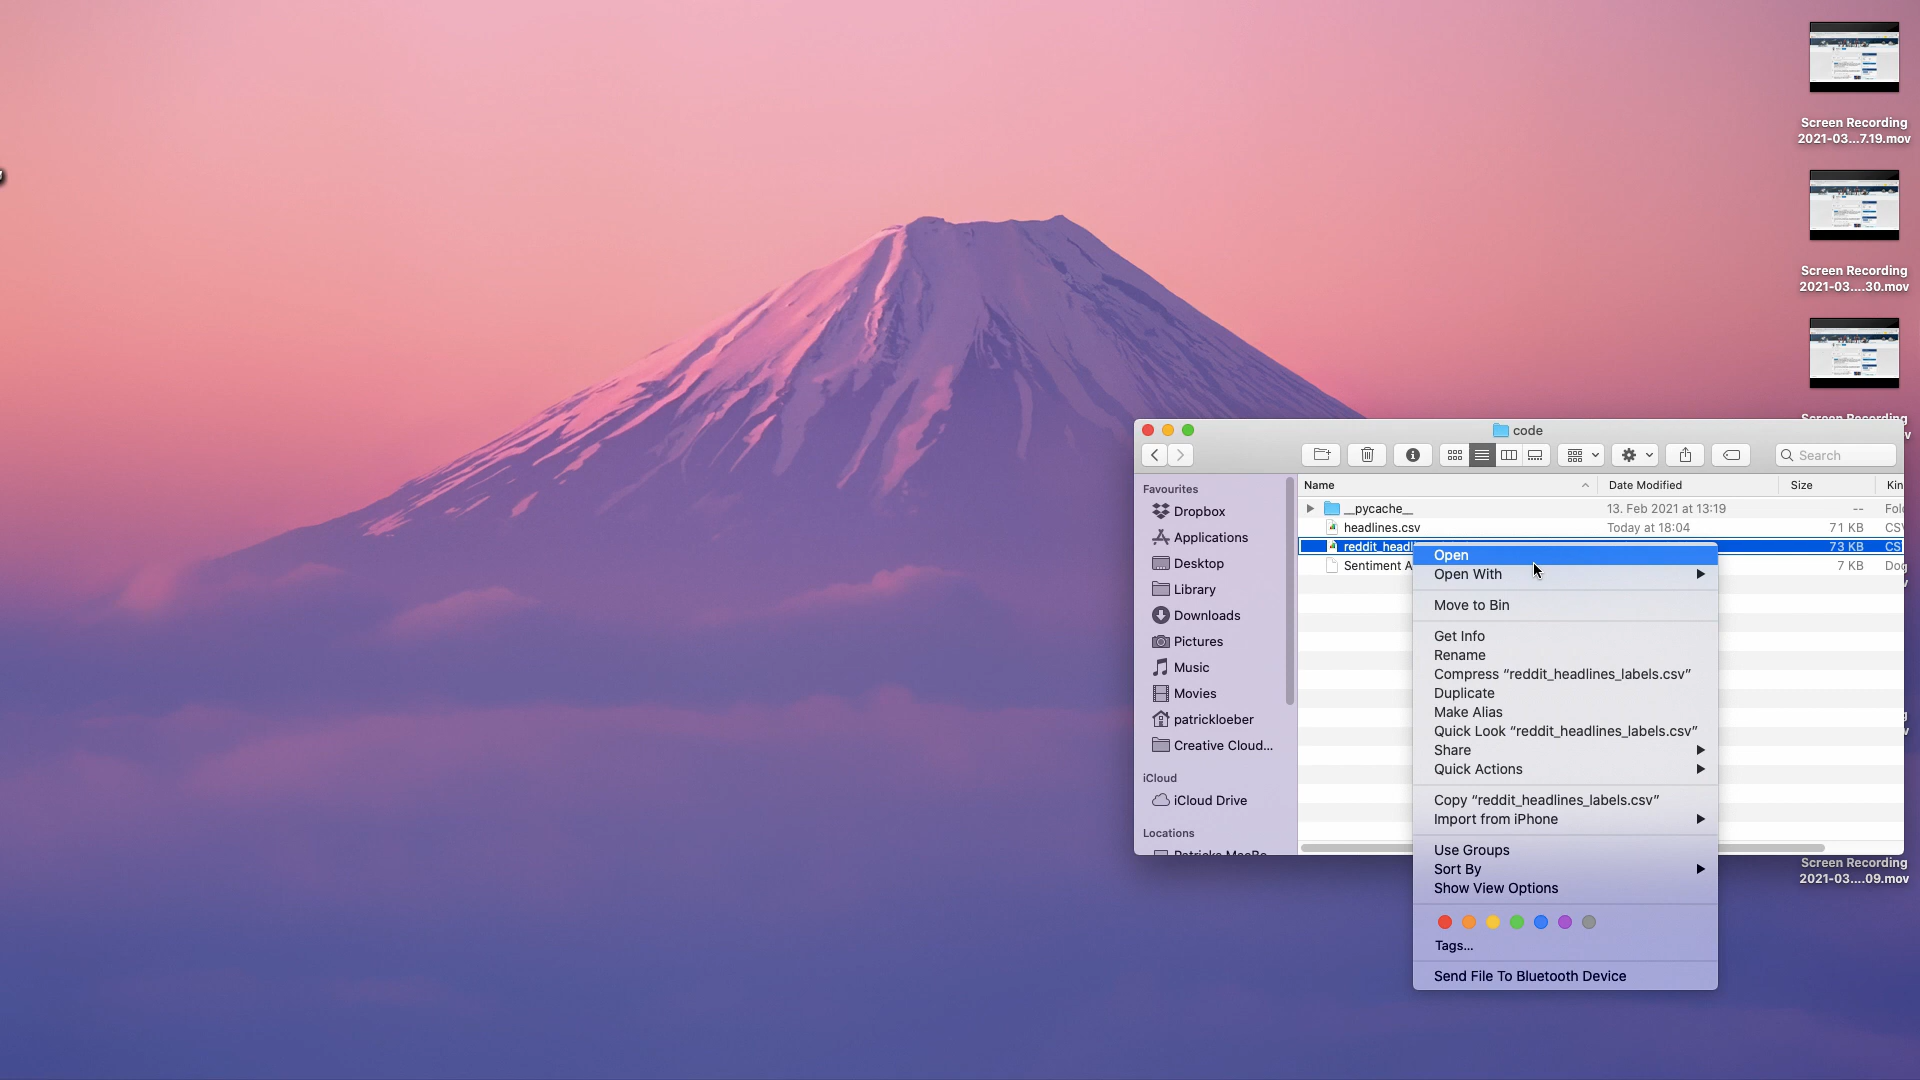 Screen Recording
2021-03...7.19.mov
Screen Recording
2021-03....30.mov
Screen Recording
code
Search
Name
Date Modified
Size
Kin
Favourites
Dropbox
Applications
Desktop
Library
Downloads
Pictures
Music
Movies
patrickloeber
Creative Cloud...
iCloud
iCloud Drive
Locations
__pycache__ 13. Feb 2021 at 13:19 -- Fol
headlines.csv Today at 18:04 71 KB CS
reddit_headl 73 KB CS
Sentiment A 7 KB Doc
Open
Open With
Move to Bin
Get Info
Rename
Compress “reddit_headlines_labels.csv”
Duplicate
Make Alias
Quick Look “reddit_headlines_labels.csv”
Share
Quick Actions
Copy “reddit_headlines_labels.csv”
Import from iPhone
Use Groups
Sort By
Show View Options
Tags...
Send File To Bluetooth Device
Screen Recording
2021-03....09.mov